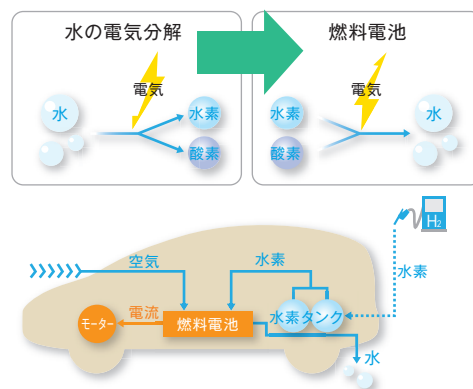 水の電気分解
電気
水
水素
酸素
燃料電池
電気
水素
酸素
水
H2
空気
水素
水素
水素タンク
電流
モーター
燃料電池
水